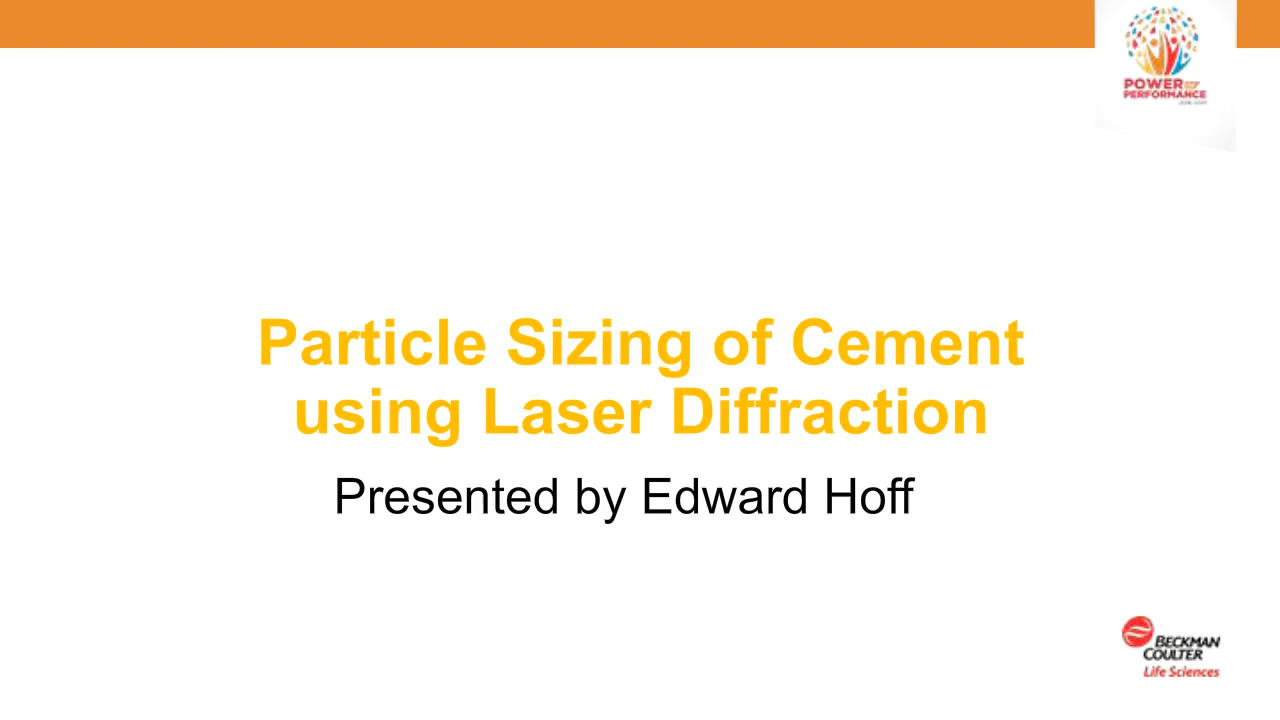 POWER
PERFORMANCE
Particle Sizing of Cement
using Laser Diffraction
Presented by Edward Hoff
BECKMAN
COULTER
Life Sciences